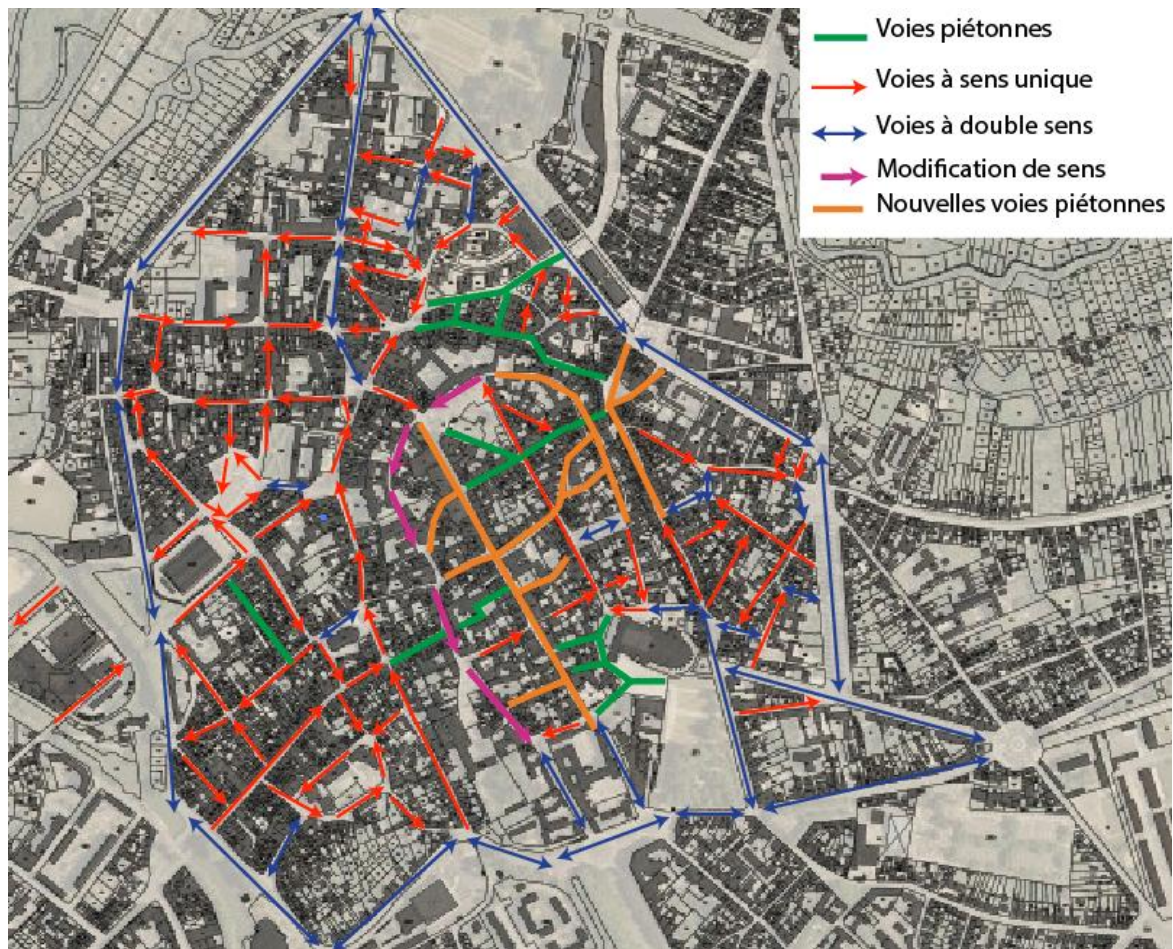 Voies piétonnes
Voies à sens unique
Voies à double sens
Modification de sens
Nouvelles voies piétonnes